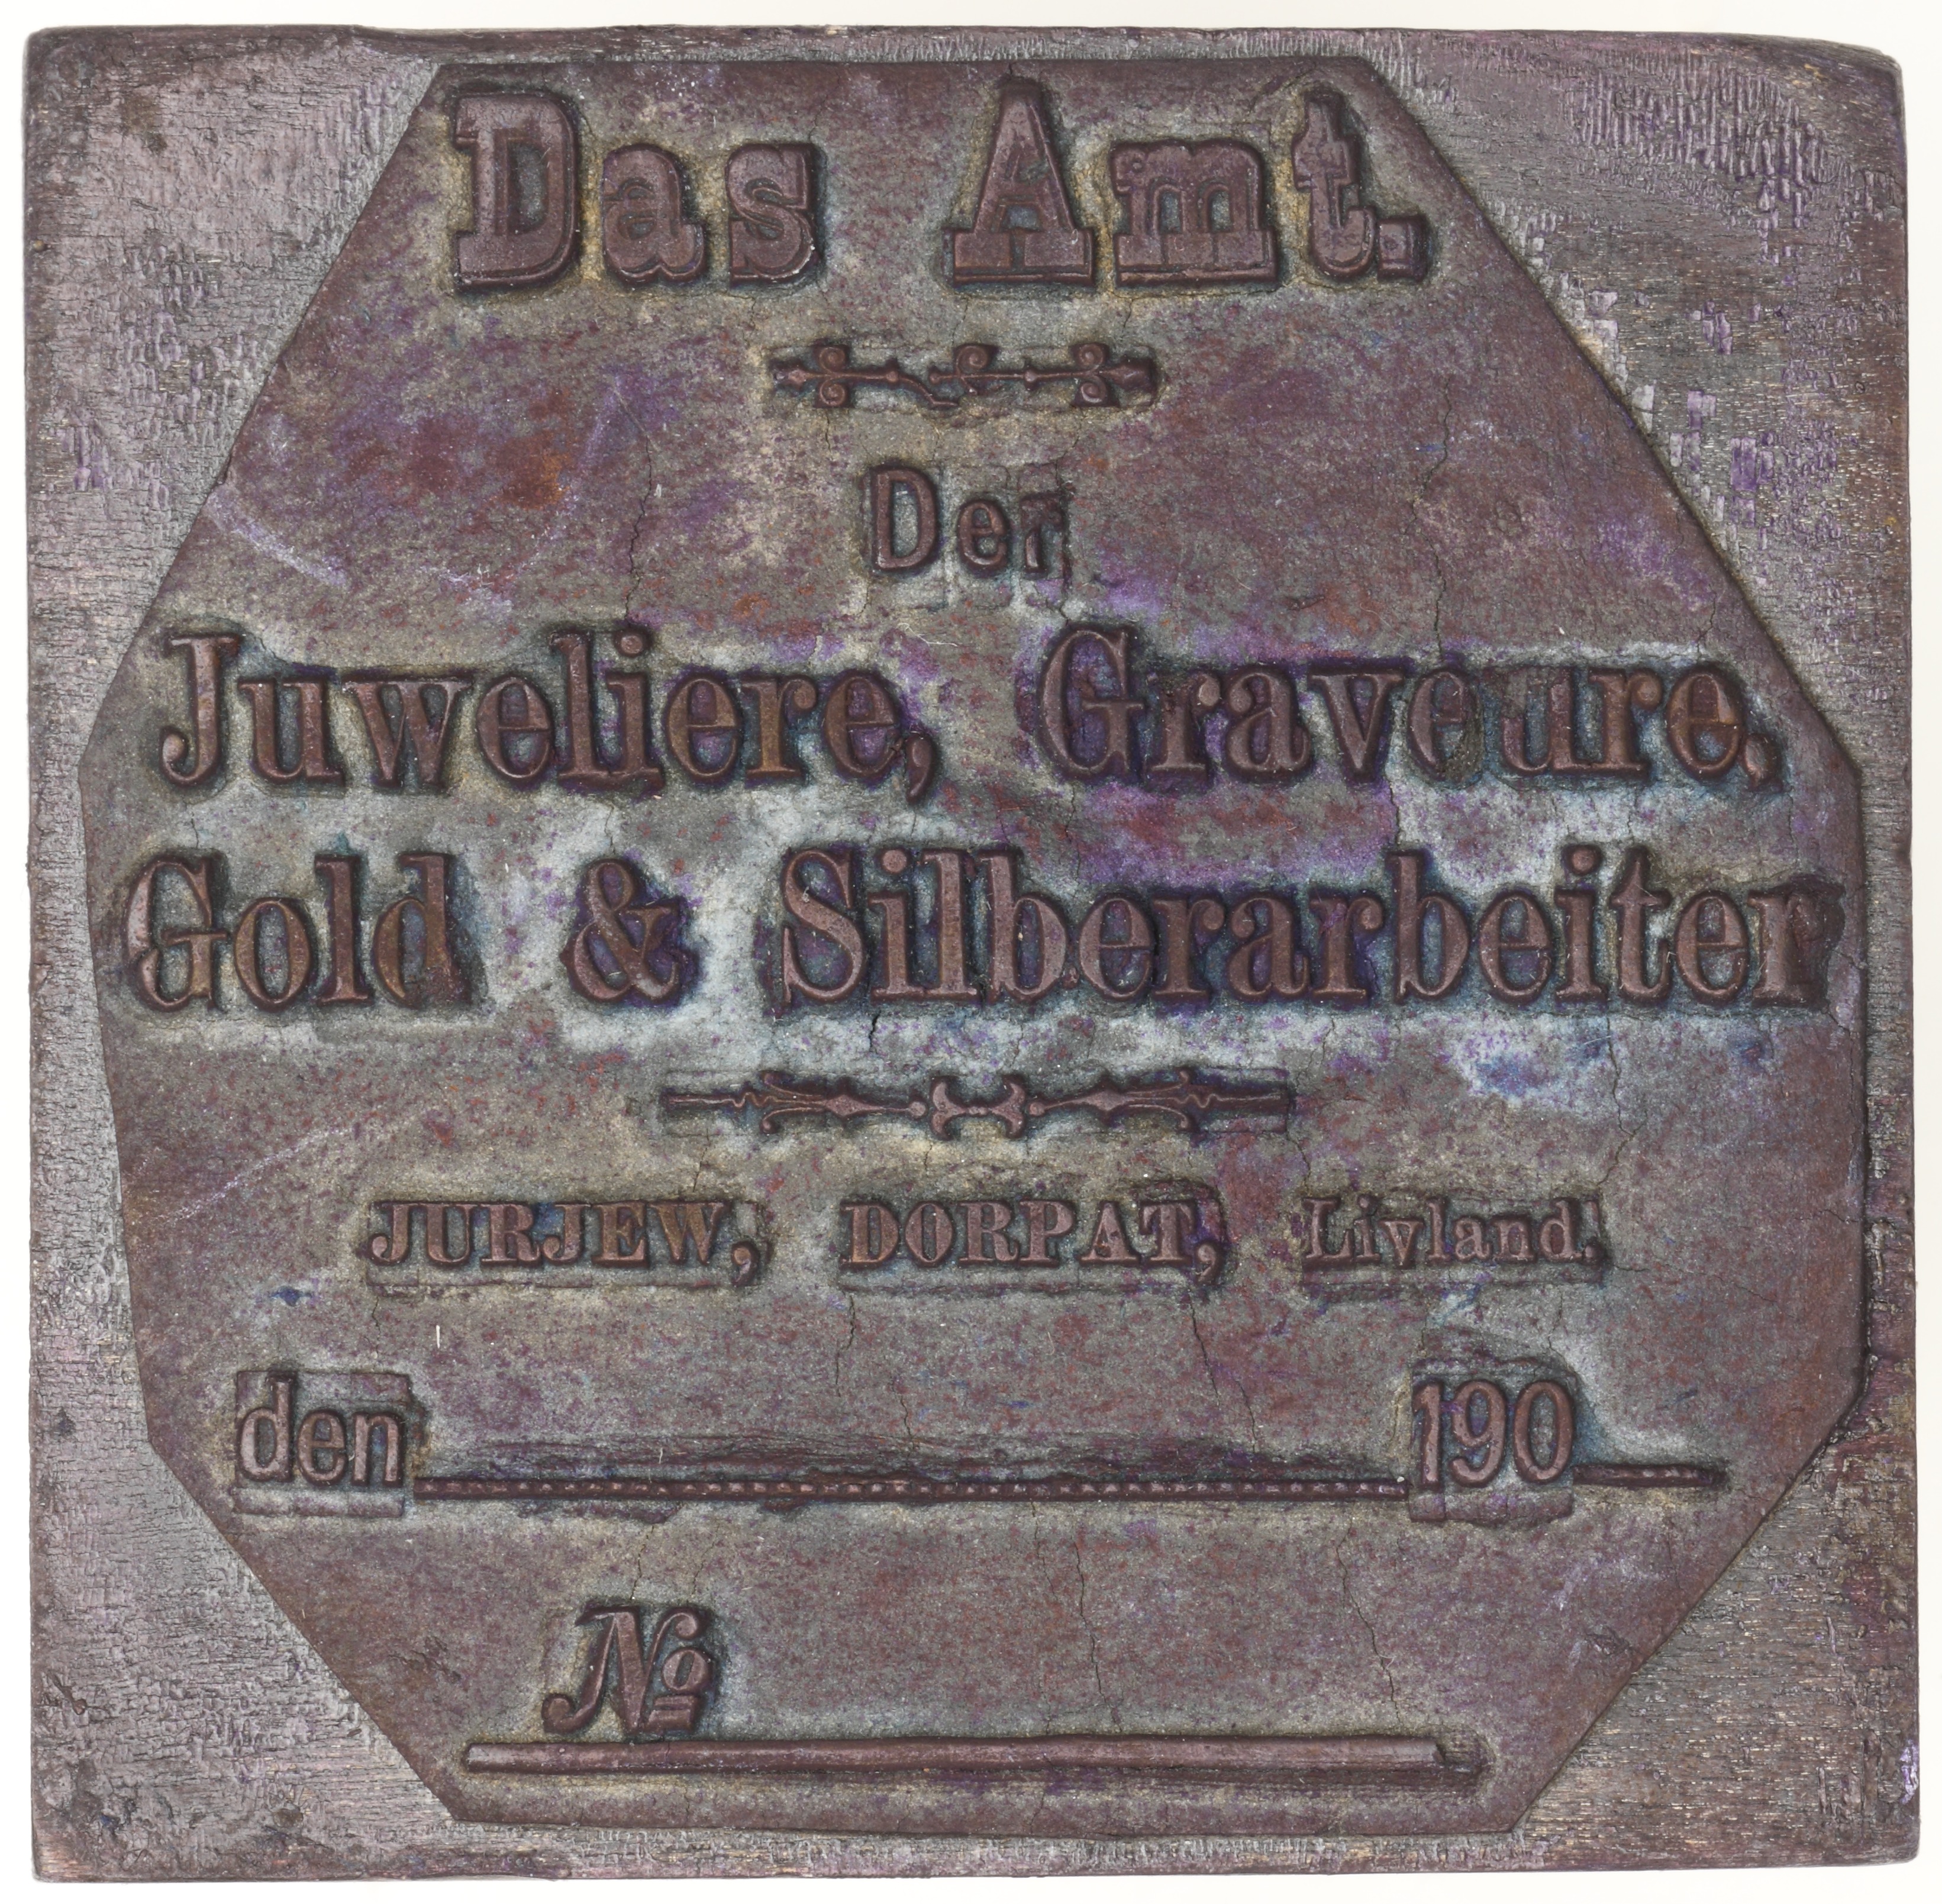 Das Amt.
Der
Juweliere, Graveure,
Gold & Silberarbeiter
JURJEW, DORPAT, Livland.
den 190
No